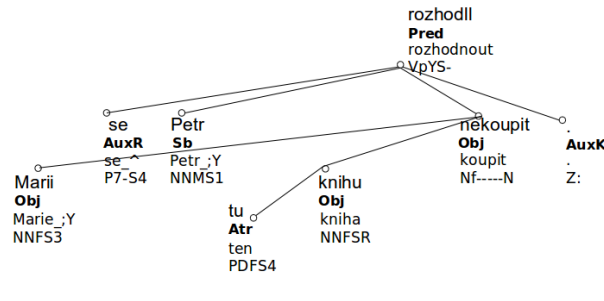 rozhodll
Pred
rozhodnout
VpYS-
se
AuxR
se_^
P7-S4
Petr
Sb
Petr_;Y
NNMS1
nekoupit
Obj
koupit
Nf-----N
.
AuxK
.
Z:
Marii
Obj
Marie_;Y
NNFS3
tu
Atr
ten
PDFS4
knihu
Obj
kniha
NNFSR